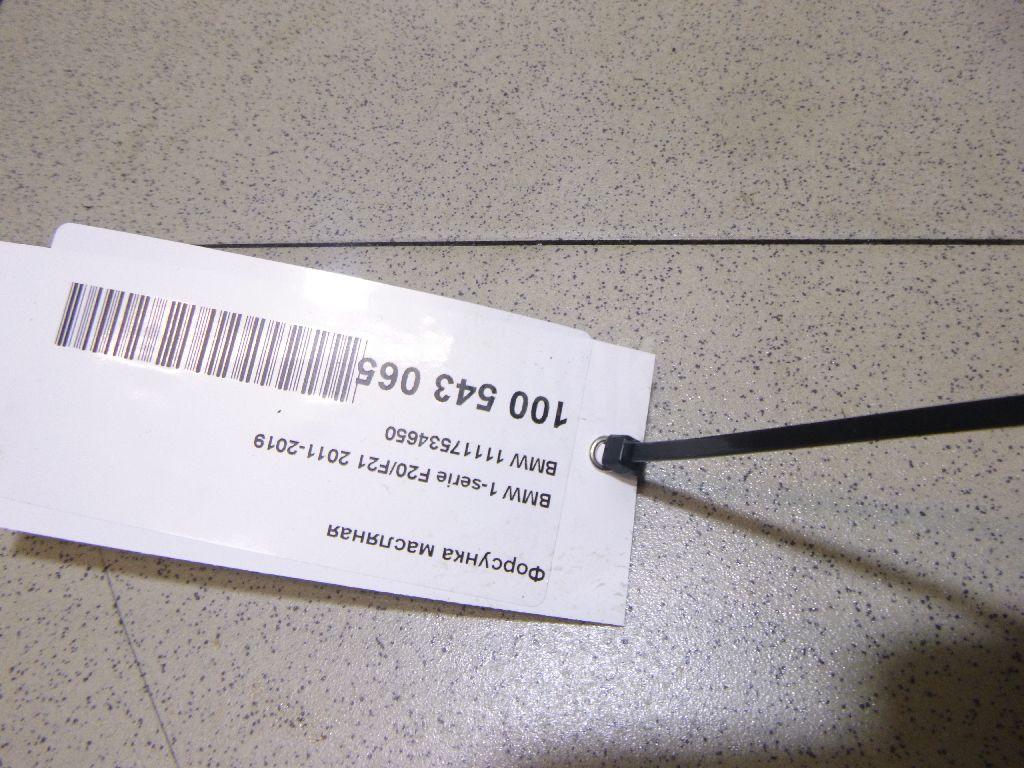 Форсунка масляная
BMW 1-serie F20/F21 2011-2019
BMW 11117534650
100 543 065